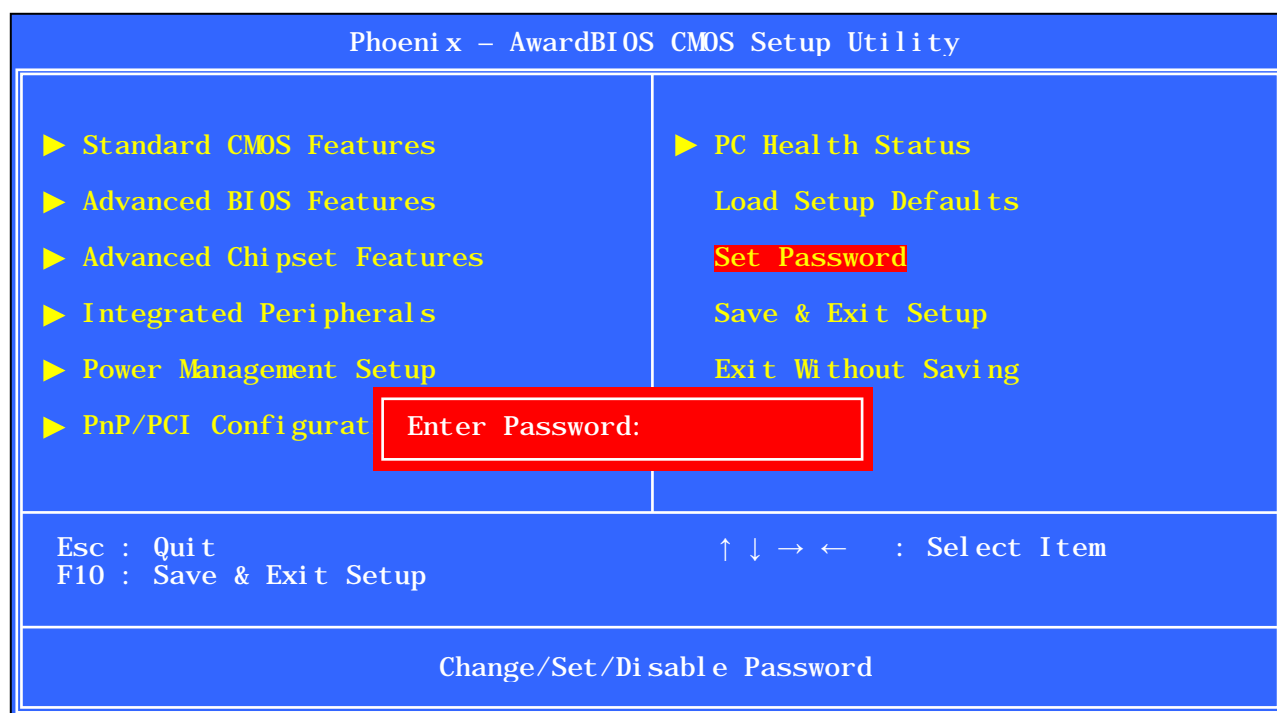 Phoenix – AwardBIOS CMOS Setup Utility
▶ Standard CMOS Features
▶ Advanced BIOS Features
▶ Advanced Chipset Features
▶ Integrated Peripherals
▶ Power Management Setup
▶ PnP/PCI Configurat
▶ PC Health Status
Load Setup Defaults
Set Password
Save & Exit Setup
Exit Without Saving
Enter Password:
Esc : Quit
F10 : Save & Exit Setup
↑ ↓ → ← : Select Item
Change/Set/Disable Password